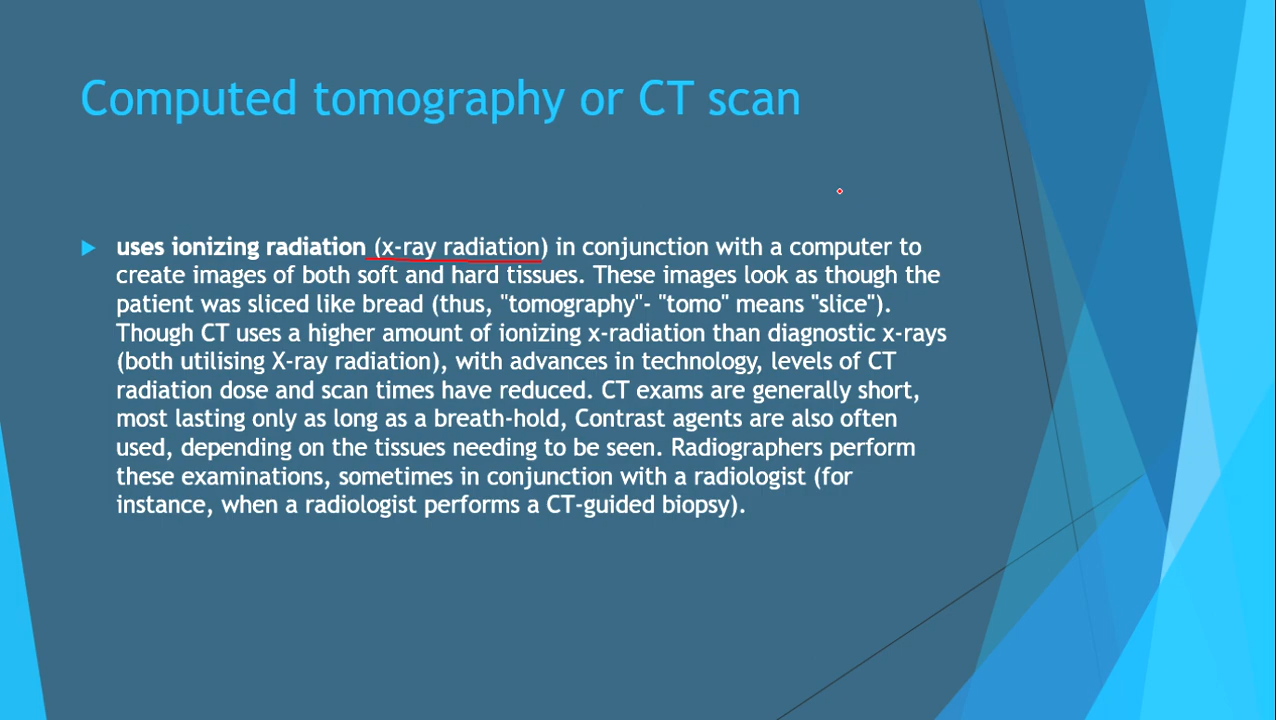 Computed tomography or CT scan
uses ionizing radiation (x-ray radiation) in conjunction with a computer to
create images of both soft and hard tissues. These images look as though the
patient was sliced like bread (thus, "tomography"- "tomo" means "slice").
Though CT uses a higher amount of ionizing x-radiation than diagnostic x-rays
(both utilising X-ray radiation), with advances in technology, levels of CT
radiation dose and scan times have reduced. CT exams are generally short,
most lasting only as long as a breath-hold, Contrast agents are also often
used, depending on the tissues needing to be seen. Radiographers perform
these examinations, sometimes in conjunction with a radiologist (for
instance, when a radiologist performs a CT-guided biopsy).